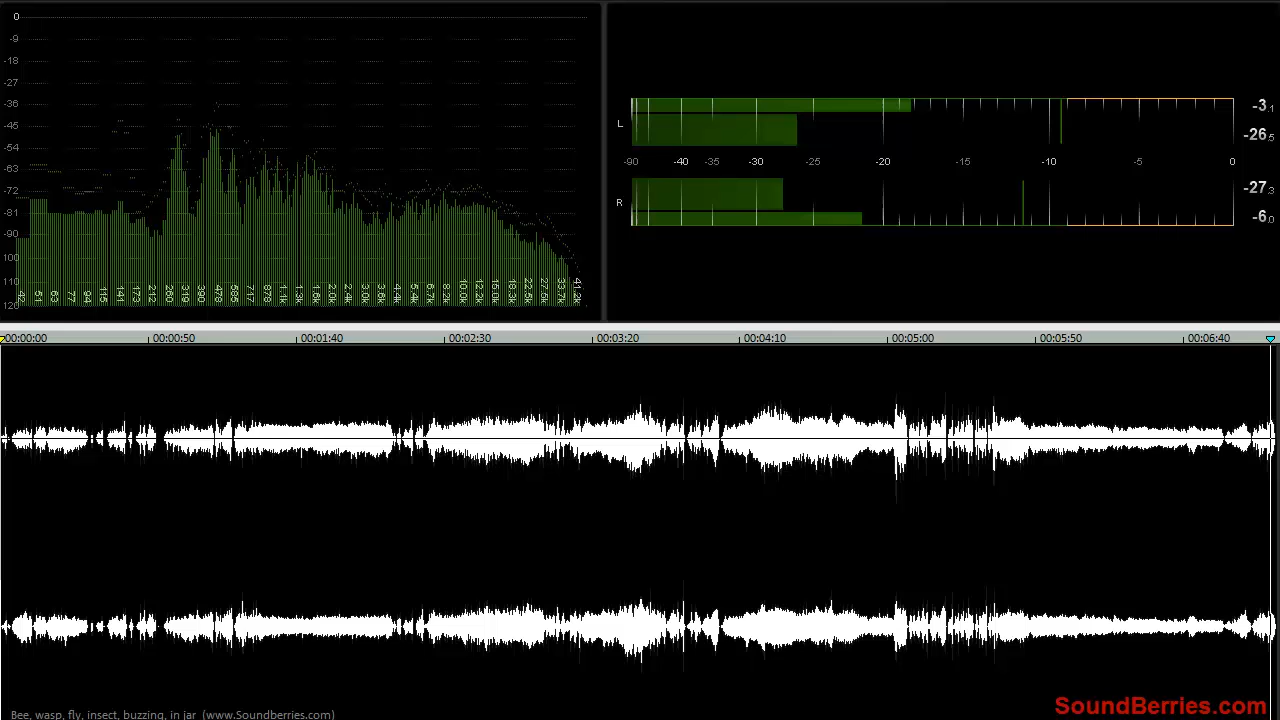 0
-9
-18
-27
-36
-45
-54
-63
-72
-81
-90
100
110
120
42 51 63 77 94 115 141 173 212 260 319 390 478 585 717 878 1.1k 1.3k 1.6k 2.0k 2.4k 3.0k 3.6k 4.4k 5.4k 6.7k 8.2k 10.0k 12.2k 15.0k 18.3k 22.5k 27.5k 33.7k 41.2k
L
-3.1
-26.5
-90 -40 -35 -30 -25 -20 -15 -10 -5 0
R
-27.3
-6.0
00:00:00 00:00:50 00:01:40 00:02:30 00:03:20 00:04:10 00:05:00 00:05:50 00:06:40
Bee, wasp, fly, insect, buzzing, in jar (www.Soundberries.com)
SoundBerries.com